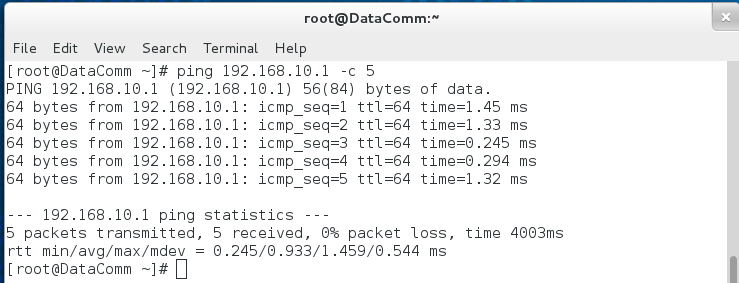 root@DataComm:~
File Edit View Search Terminal Help
[root@DataComm ~]# ping 192.168.10.1 -c 5
PING 192.168.10.1 (192.168.10.1) 56(84) bytes of data.
64 bytes from 192.168.10.1: icmp_seq=1 ttl=64 time=1.45 ms
64 bytes from 192.168.10.1: icmp_seq=2 ttl=64 time=1.33 ms
64 bytes from 192.168.10.1: icmp_seq=3 ttl=64 time=0.245 ms
64 bytes from 192.168.10.1: icmp_seq=4 ttl=64 time=0.294 ms
64 bytes from 192.168.10.1: icmp_seq=5 ttl=64 time=1.32 ms

--- 192.168.10.1 ping statistics ---
5 packets transmitted, 5 received, 0% packet loss, time 4003ms
rtt min/avg/max/mdev = 0.245/0.933/1.459/0.544 ms
[root@DataComm ~]#